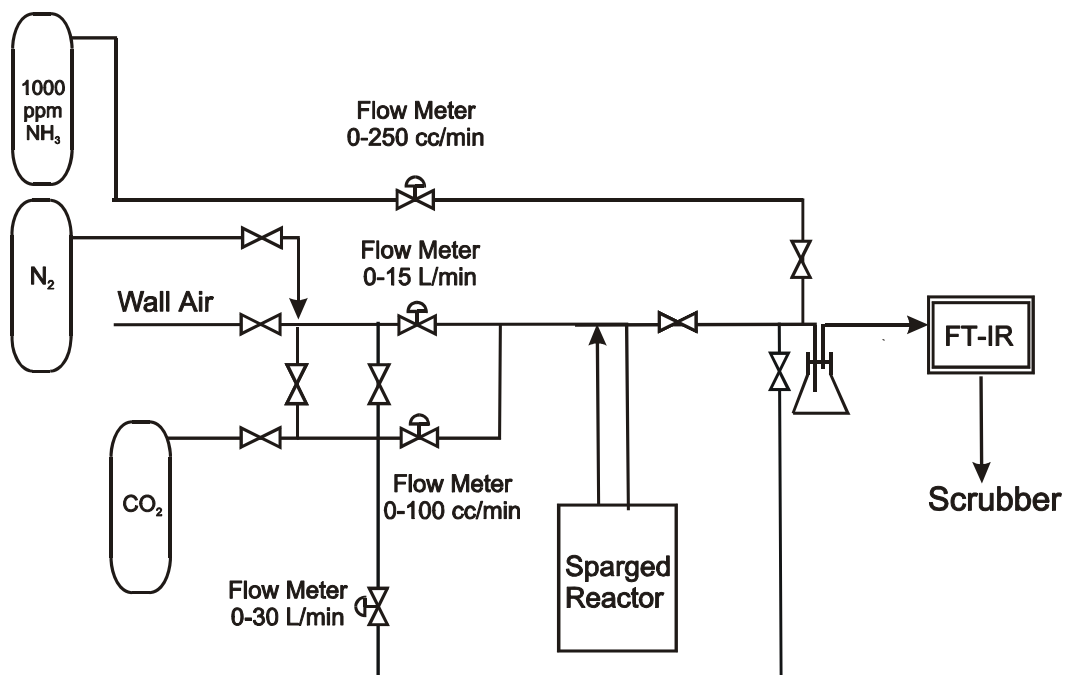 1000
ppm
NH₃
Flow Meter
0-250 cc/min
N₂
Flow Meter
0-15 L/min
Wall Air
FT-IR
CO₂
Flow Meter
0-100 cc/min
Scrubber
Sparged
Reactor
Flow Meter
0-30 L/min